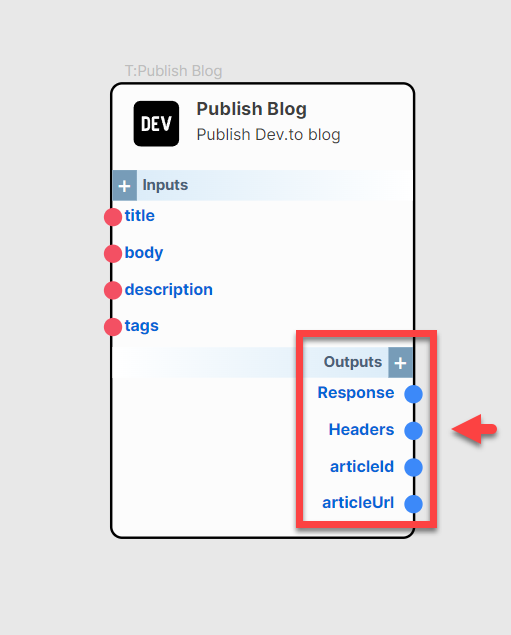 T:Publish Blog
DEV
Publish Blog
Publish Dev.to blog
+ Inputs
title
body
description
tags
Outputs +
Response
Headers
articleId
articleUrl